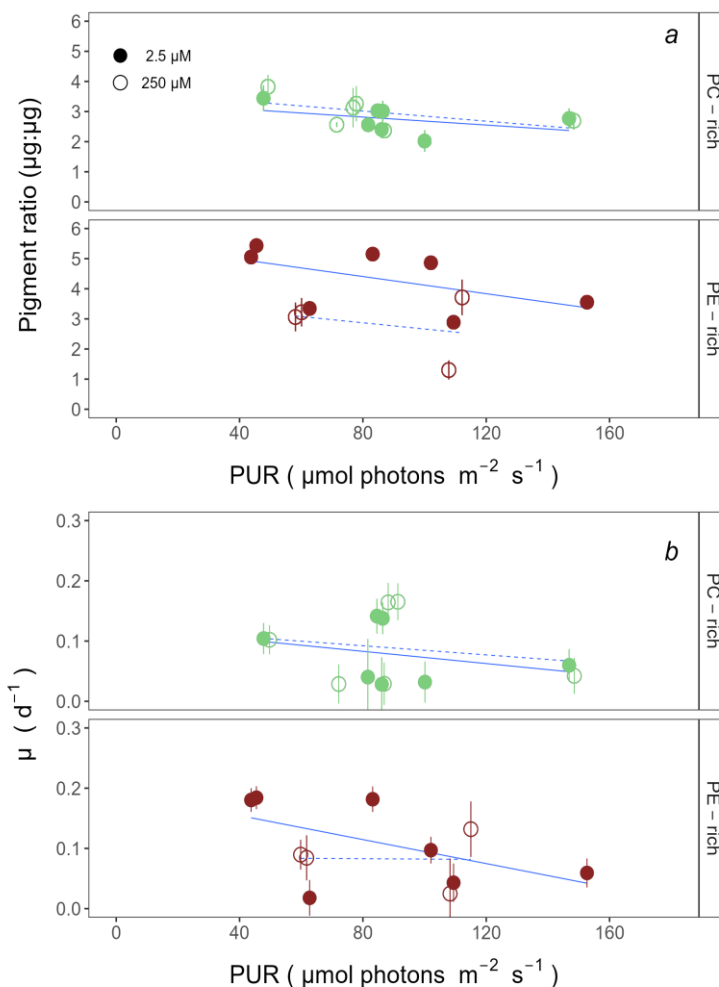 a
2.5 µM
250 µM
6
5
4
3
2
1
0
PC – rich
Pigment ratio (µg:µg)
6
5
4
3
2
1
0
PE – rich
0 40 80 120 160
PUR ( µmol photons m⁻² s⁻¹ )
b
0.3
0.2
0.1
0.0
PC – rich
µ ( d⁻¹ )
0.3
0.2
0.1
0.0
PE – rich
0 40 80 120 160
PUR ( µmol photons m⁻² s⁻¹ )